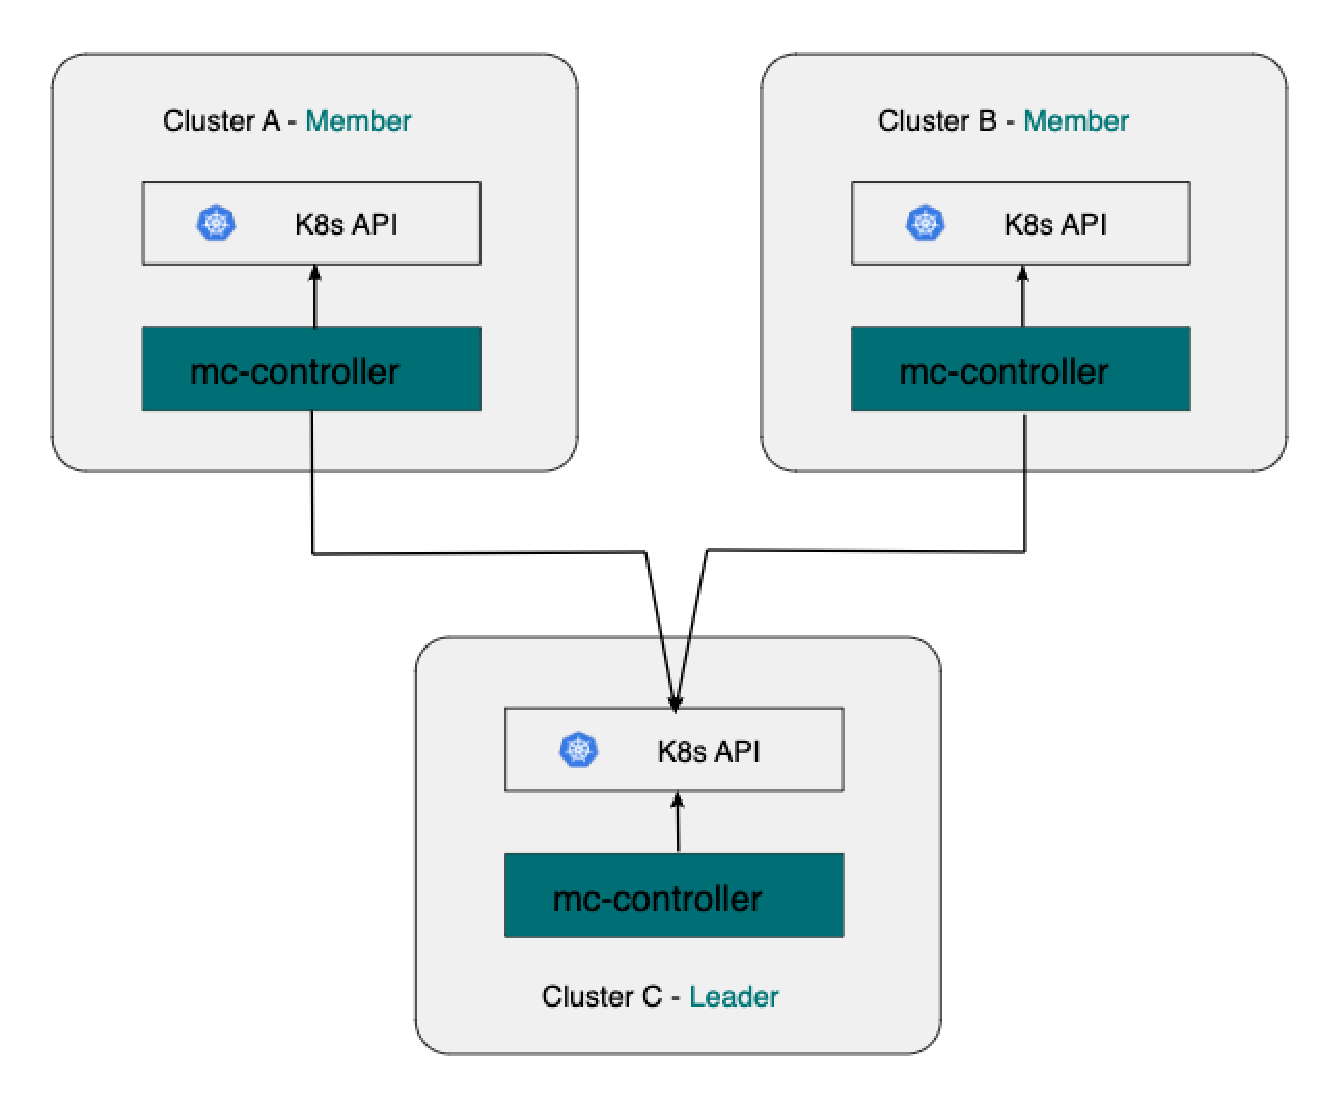 Cluster A - Member
K8s API
mc-controller
Cluster B - Member
K8s API
mc-controller
K8s API
mc-controller
Cluster C - Leader